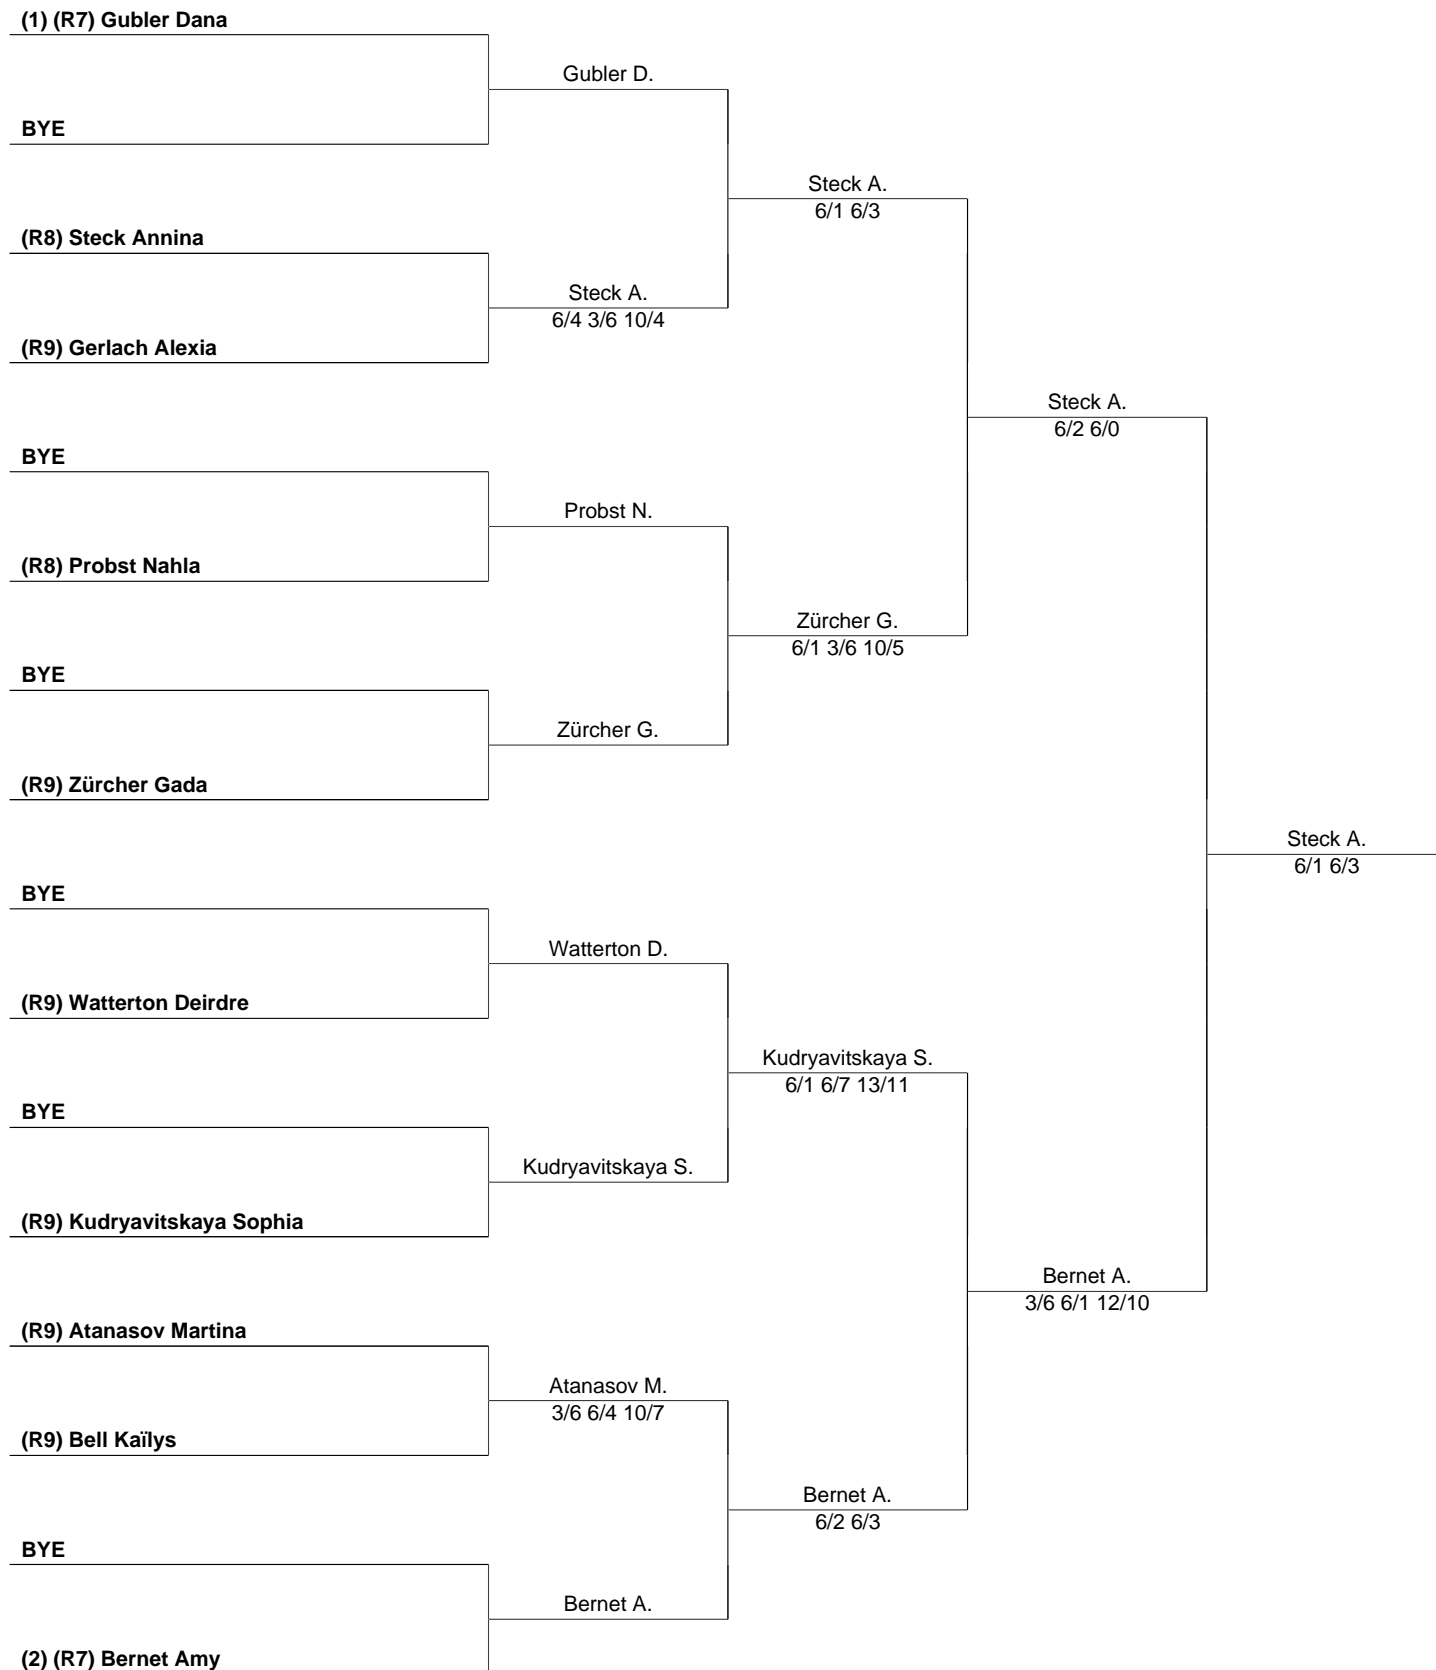 (1) (R7) Gubler Dana
Gubler D.
BYE
Steck A.
6/1 6/3
(R8) Steck Annina
Steck A.
6/4 3/6 10/4
(R9) Gerlach Alexia
Steck A.
6/2 6/0
BYE
Probst N.
(R8) Probst Nahla
Zürcher G.
6/1 3/6 10/5
BYE
Zürcher G.
(R9) Zürcher Gada
Steck A.
6/1 6/3
BYE
Watterton D.
(R9) Watterton Deirdre
Kudryavitskaya S.
6/1 6/7 13/11
BYE
Kudryavitskaya S.
(R9) Kudryavitskaya Sophia
Bernet A.
3/6 6/1 12/10
(R9) Atanasov Martina
Atanasov M.
3/6 6/4 10/7
(R9) Bell Kaïlys
Bernet A.
6/2 6/3
BYE
Bernet A.
(2) (R7) Bernet Amy